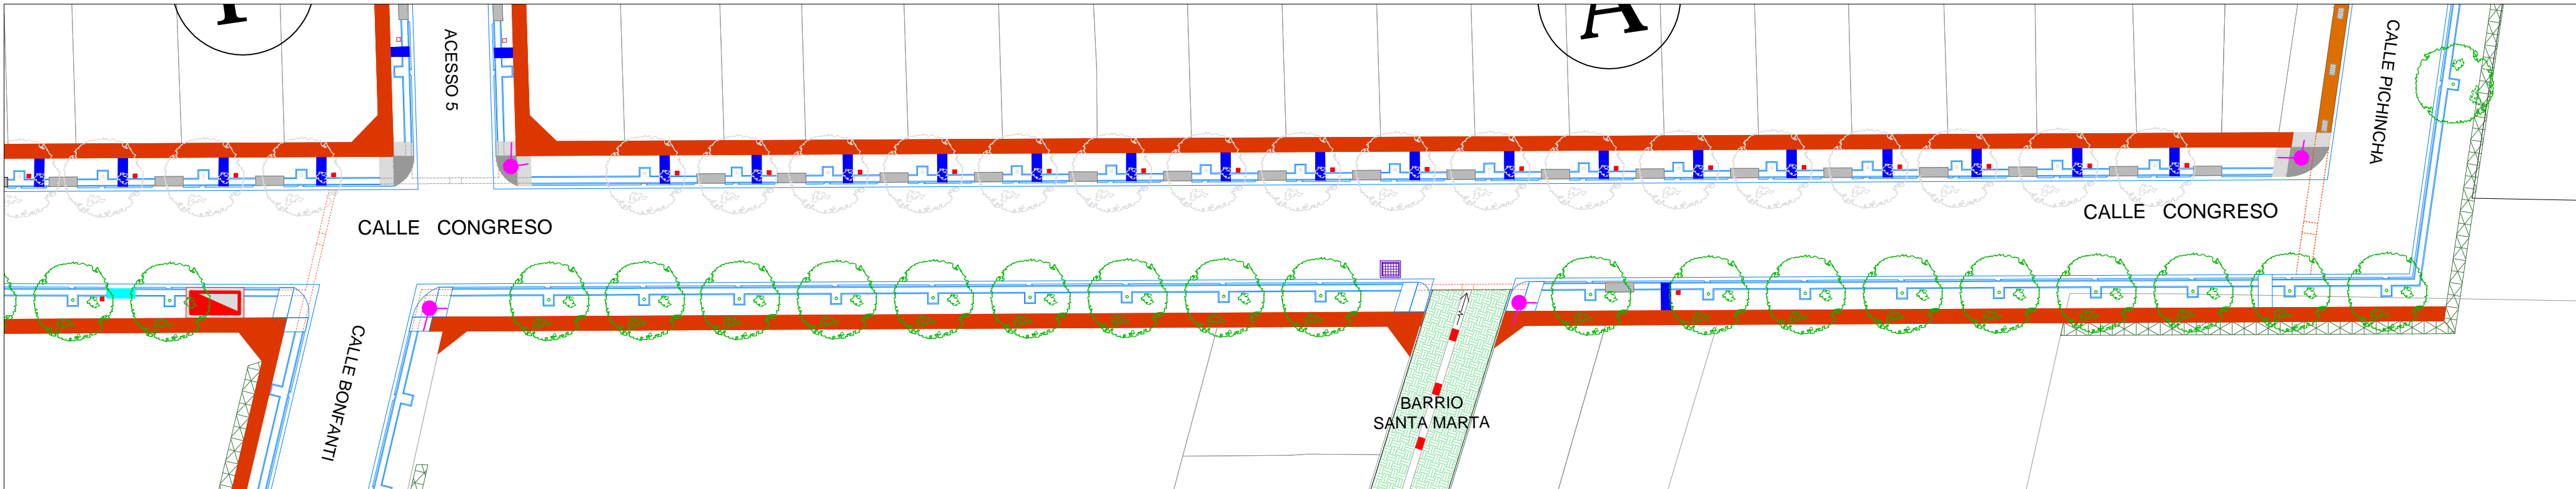 A
ACESSO 5
CALLE PICHINCHA
CALLE CONGRESO
CALLE CONGRESO
CALLE BONFANTI
BARRIO
SANTA MARTA